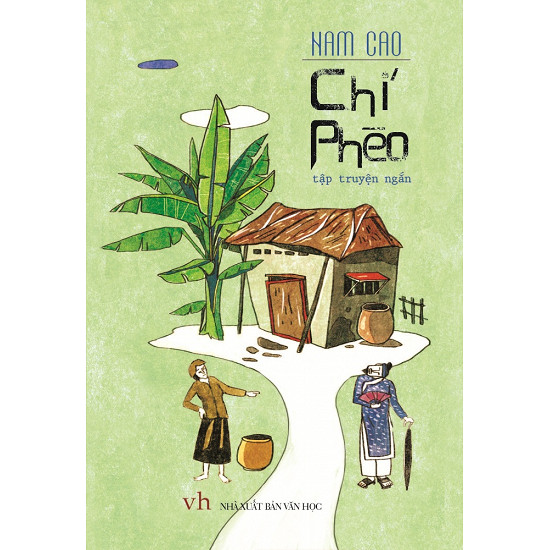 NAM CAO
Chí
Phèo
tập truyện ngắn
vh NHÀ XUẤT BẢN VĂN HỌC